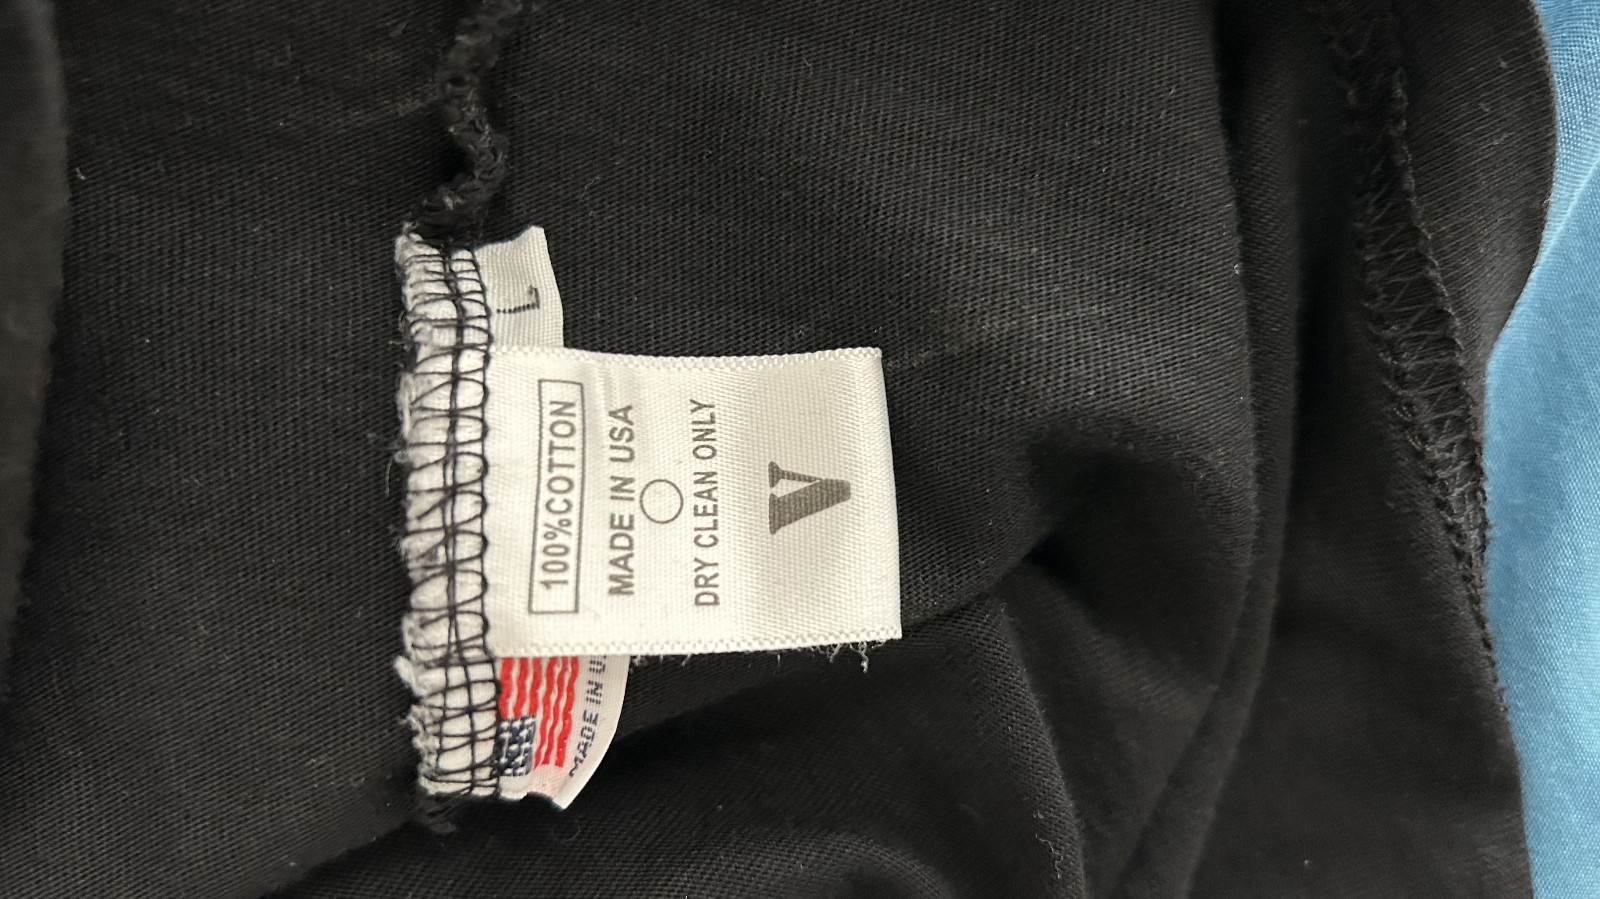 L
100%COTTON
MADE IN USA
DRY CLEAN ONLY
V
MADE IN U